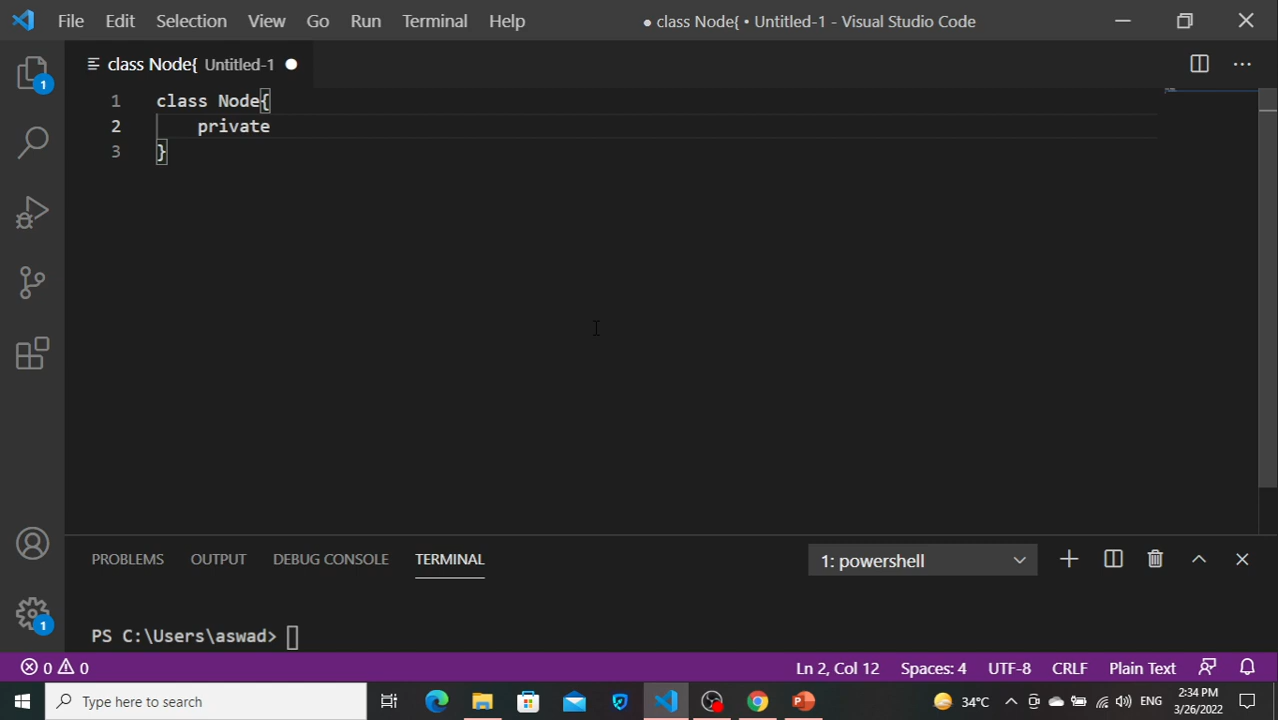 File Edit Selection View Go Run Terminal Help ● class Node{ • Untitled-1 - Visual Studio Code
class Node{ Untitled-1 ●
1 class Node{
2 private
3 }
1
1
PROBLEMS OUTPUT DEBUG CONSOLE TERMINAL 1: powershell
PS C:\Users\aswad>
0 0 Ln 2, Col 12 Spaces: 4 UTF-8 CRLF Plain Text
Type here to search 34°C ENG 2:34 PM
3/26/2022